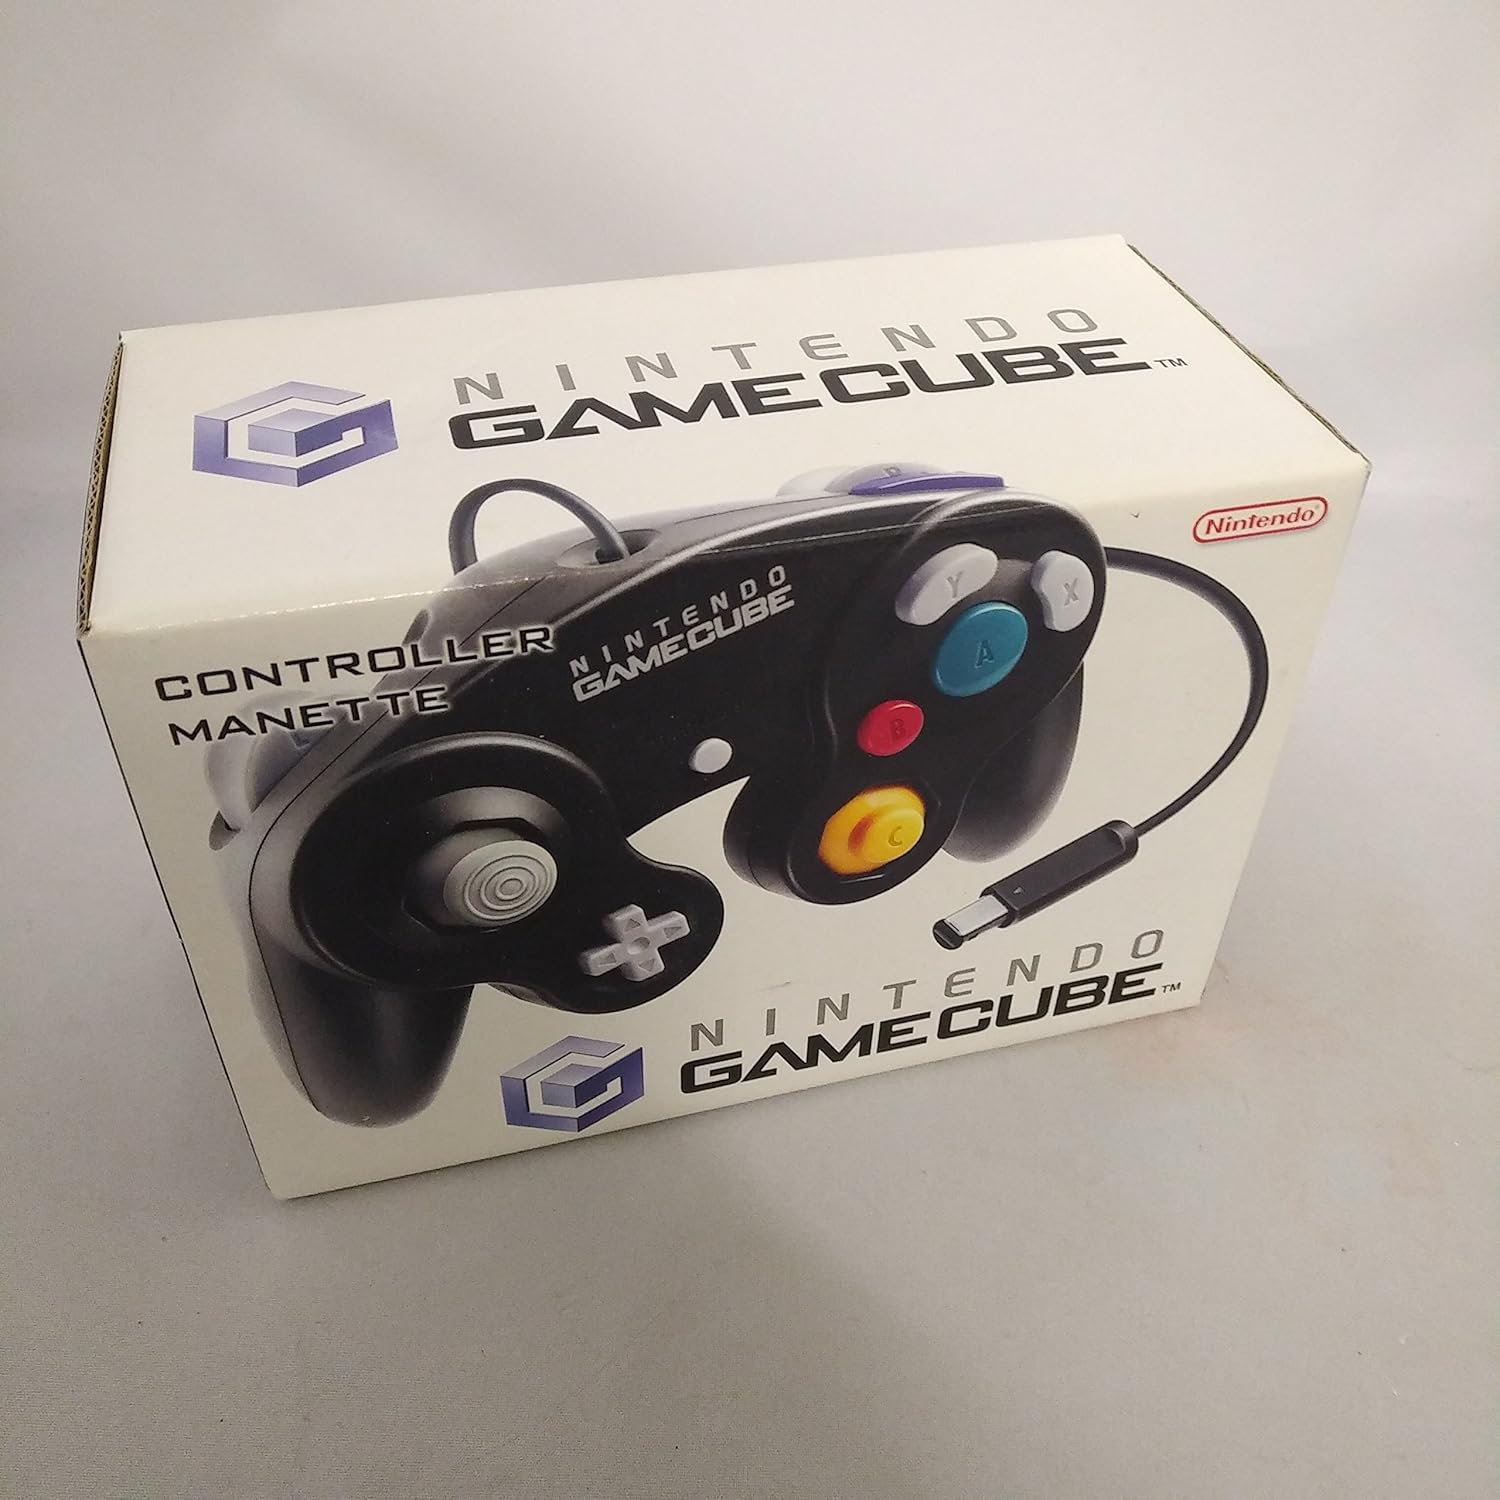 NINTENDO
GAMECUBE™
Nintendo®
CONTROLLER
MANETTE
NINTENDO
GAMECUBE
Y
X
A
B
C
NINTENDO
GAMECUBE™